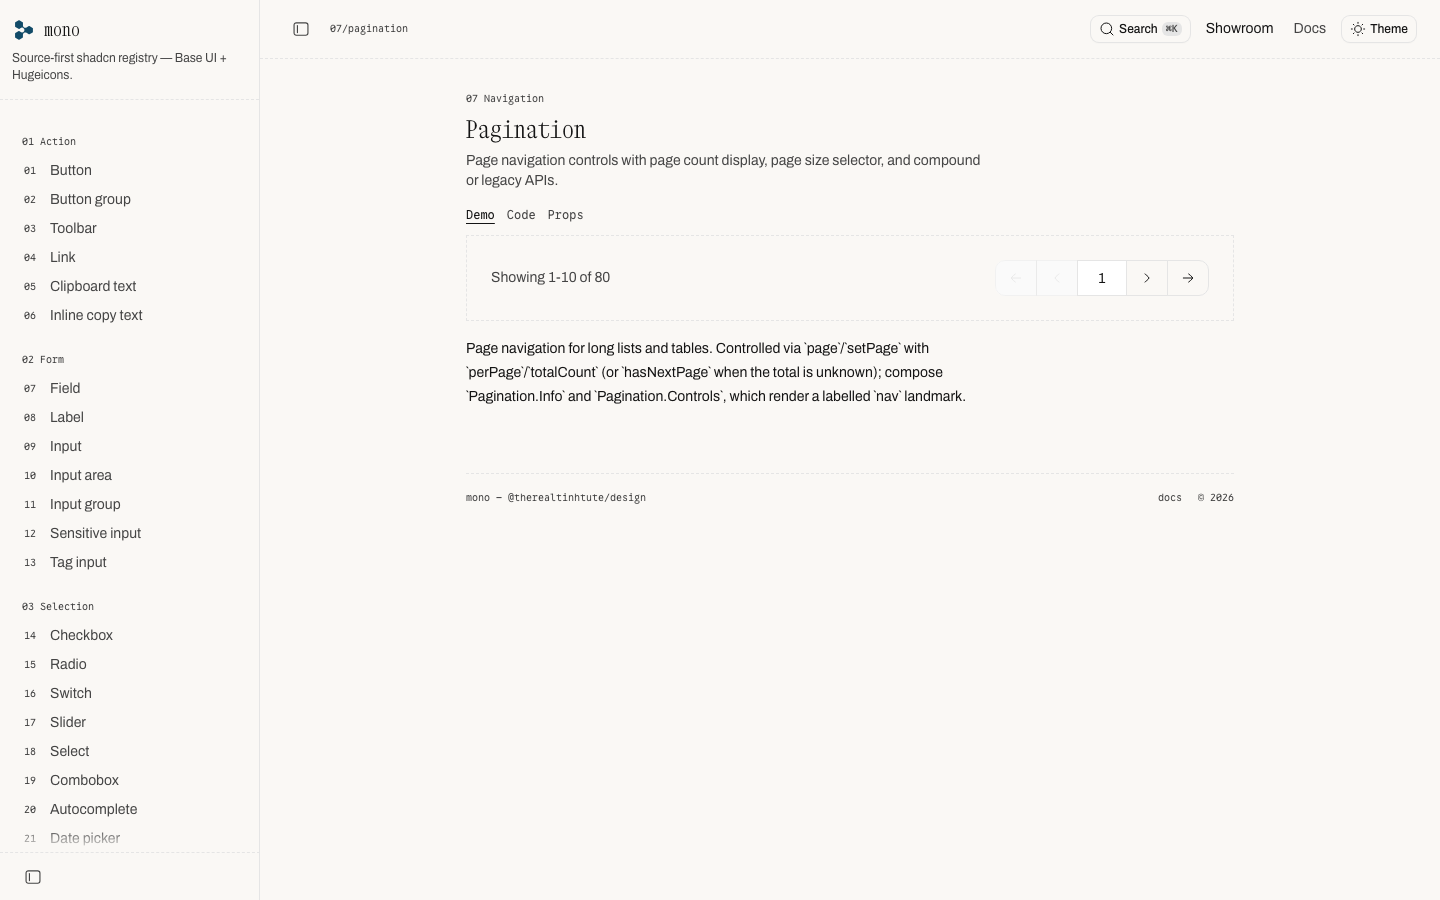 mono
Source-first shadcn registry — Base UI +
Hugeicons.
01 Action
01 Button
02 Button group
03 Toolbar
04 Link
05 Clipboard text
06 Inline copy text
02 Form
07 Field
08 Label
09 Input
10 Input area
11 Input group
12 Sensitive input
13 Tag input
03 Selection
14 Checkbox
15 Radio
16 Switch
17 Slider
18 Select
19 Combobox
20 Autocomplete
21 Date picker
07/pagination
Search ⌘K
Showroom
Docs
Theme
07 Navigation
Pagination
Page navigation controls with page count display, page size selector, and compound
or legacy APIs.
Demo Code Props
Showing 1-10 of 80
1
Page navigation for long lists and tables. Controlled via `page`/`setPage` with
`perPage`/`totalCount` (or `hasNextPage` when the total is unknown); compose
`Pagination.Info` and `Pagination.Controls`, which render a labelled `nav` landmark.
mono — @therealtinhtute/design
docs © 2026